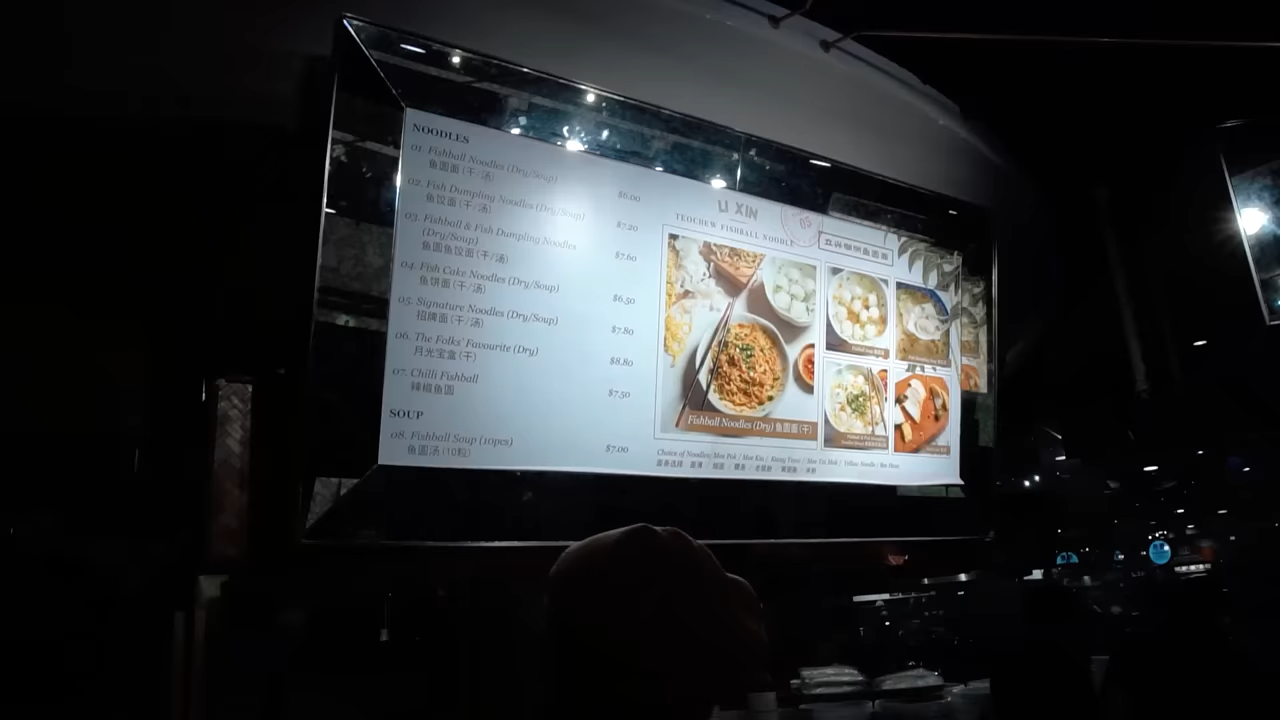 NOODLES
01. Fishball Noodles (Dry/Soup)
鱼圆面 (干/汤)
$6.00
02. Fish Dumpling Noodles (Dry/Soup)
鱼饺面 (干/汤)
$7.20
03. Fishball & Fish Dumpling Noodles
(Dry/Soup)
鱼圆鱼饺面 (干/汤)
$7.60
04. Fish Cake Noodles (Dry/Soup)
鱼饼面 (干/汤)
$6.50
05. Signature Noodles (Dry/Soup)
招牌面 (干/汤)
$7.80
06. The Folks' Favourite (Dry)
月光宝盒 (干)
$8.80
07. Chilli Fishball
辣椒鱼圆
$7.50
SOUP
08. Fishball Soup (10pcs)
鱼圆汤 (10粒)
$7.00
LI XIN
TEOCHEW FISHBALL NOODLE
Fishball Noodles (Dry) 鱼圆面 (干)
Choice of Noodles: Mee Pok / Mee Kia / Kuay Teow / Mee Tai Mak / Yellow Noodle / Bee Hoon
面条选择